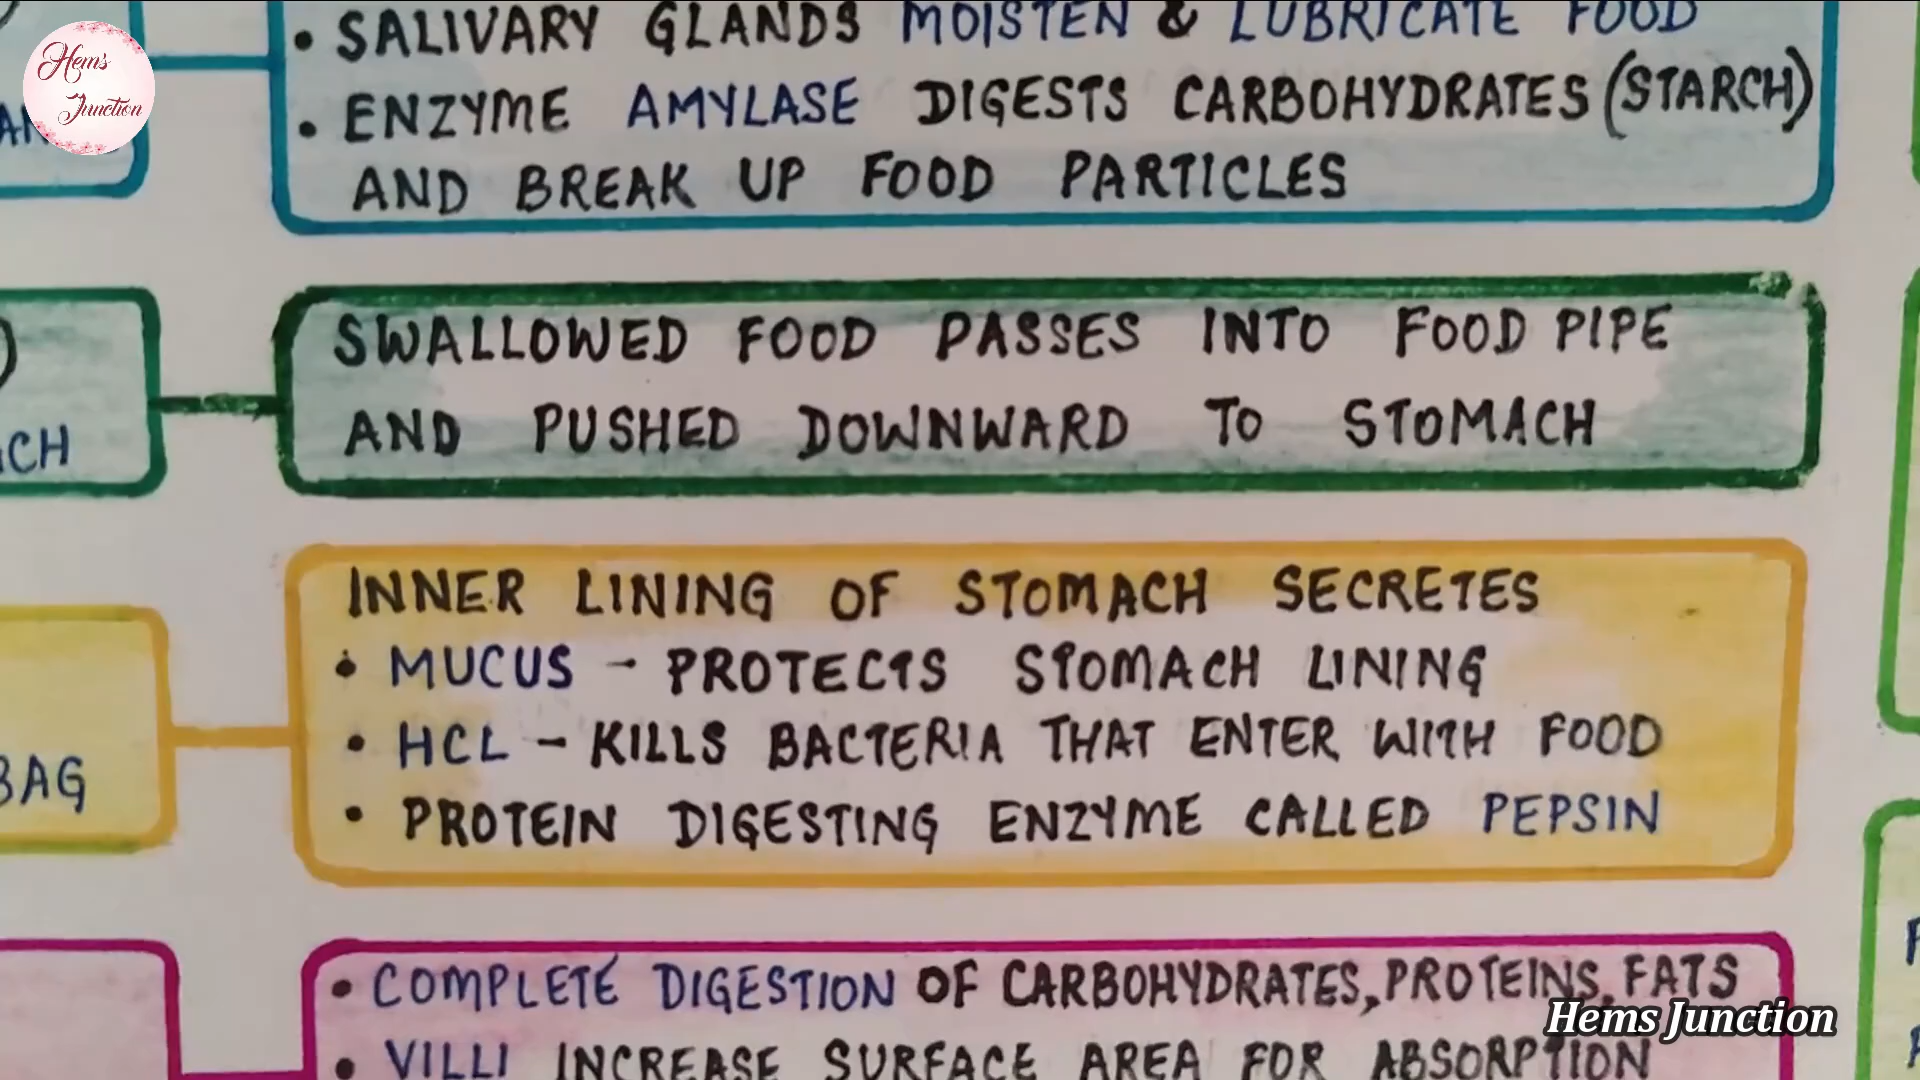 Hems
Junction
• SALIVARY GLANDS MOISTEN & LUBRICATE FOOD
• ENZYME AMYLASE DIGESTS CARBOHYDRATES (STARCH)
AND BREAK UP FOOD PARTICLES
SWALLOWED FOOD PASSES INTO FOOD PIPE
AND PUSHED DOWNWARD TO STOMACH
CH
INNER LINING OF STOMACH SECRETES
• MUCUS - PROTECTS STOMACH LINING
• HCL - KILLS BACTERIA THAT ENTER WITH FOOD
• PROTEIN DIGESTING ENZYME CALLED PEPSIN
BAG
• COMPLETE DIGESTION OF CARBOHYDRATES, PROTEINS, FATS
• VILLI INCREASE SURFACE AREA FOR ABSORPTION
Hems Junction